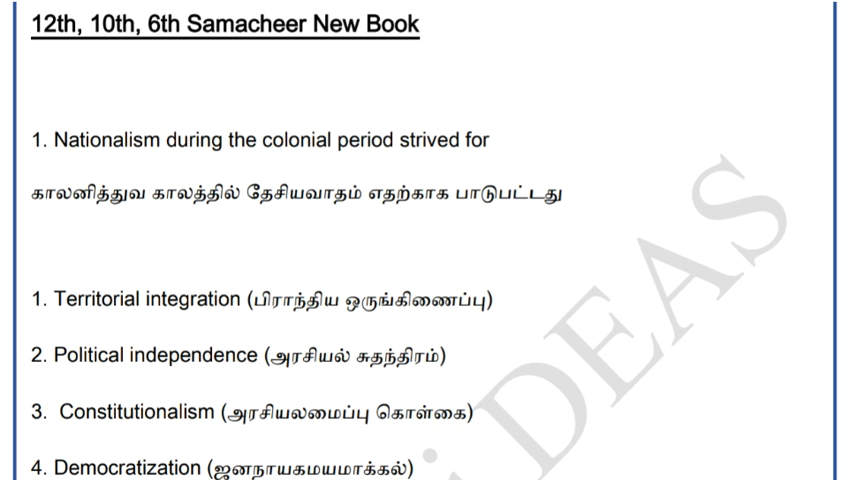 12th, 10th, 6th Samacheer New Book
1. Nationalism during the colonial period strived for
காலனித்துவ காலத்தில் தேசியவாதம் எதற்காக பாடுபட்டது
1. Territorial integration (பிராந்திய ஒருங்கிணைப்பு)
2. Political independence (அரசியல் சுதந்திரம்)
3. Constitutionalism (அரசியலமைப்பு கொள்கை)
4. Democratization (ஜனநாயகமயமாக்கல்)
DEAS